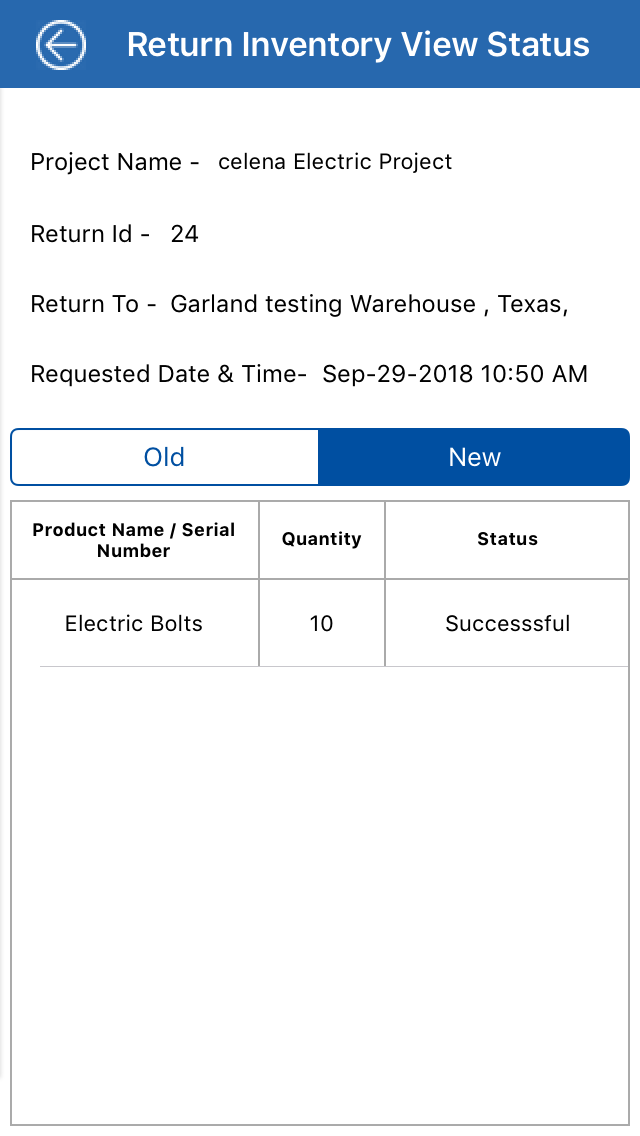 Return Inventory View Status
Project Name - celena Electric Project
Return Id - 24
Return To - Garland testing Warehouse , Texas,
Requested Date & Time- Sep-29-2018 10:50 AM
Old New
Product Name / Serial
Number
Quantity
Status
Electric Bolts 10 Successsful